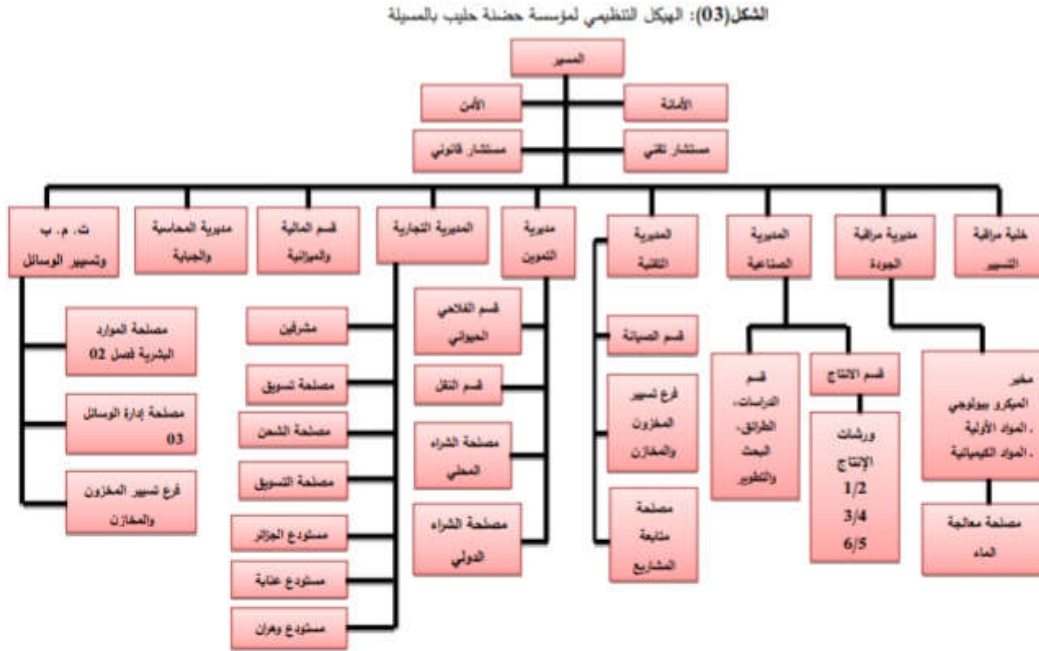 الشكل(03): الهيكل التنظيمي لمؤسسة حضنة حليب بالمسيلة
المسير
الأمانة
الأمن
مستشار تقني
مستشار قانوني
خلية مراقبة
التسيير
مديرية مراقبة
الجودة
المديرية
الصناعية
المديرية
التقنية
مديرية
التموين
المديرية التجارية
قسم المالية
والميزانية
مديرية المحاسبة
والجباية
ت. م. ب
وتسيير الوسائل
مخبر
الميكرو بيولوجي
، المواد الأولية
، المواد الكيميائية
مصلحة معالجة
الماء
قسم الانتاج
ورشات
الإنتاج
1/2
3/4
6/5
قسم
الدراسات،
الطرائق،
البحث
والتطوير
قسم الصيانة
فرع تسيير
المخزون
والمخازن
مصلحة
متابعة
المشاريع
قسم الفلاحي
الحيواني
قسم النقل
مصلحة الشراء
المحلي
مصلحة الشراء
الدولي
مشرفين
مصلحة تسويق
مصلحة الشحن
مصلحة التسويق
مستودع الجزائر
مستودع عنابة
مستودع وهران
مصلحة الموارد
البشرية فصل 02
مصلحة إدارة الوسائل
03
فرع تسيير المخزون
والمخازن